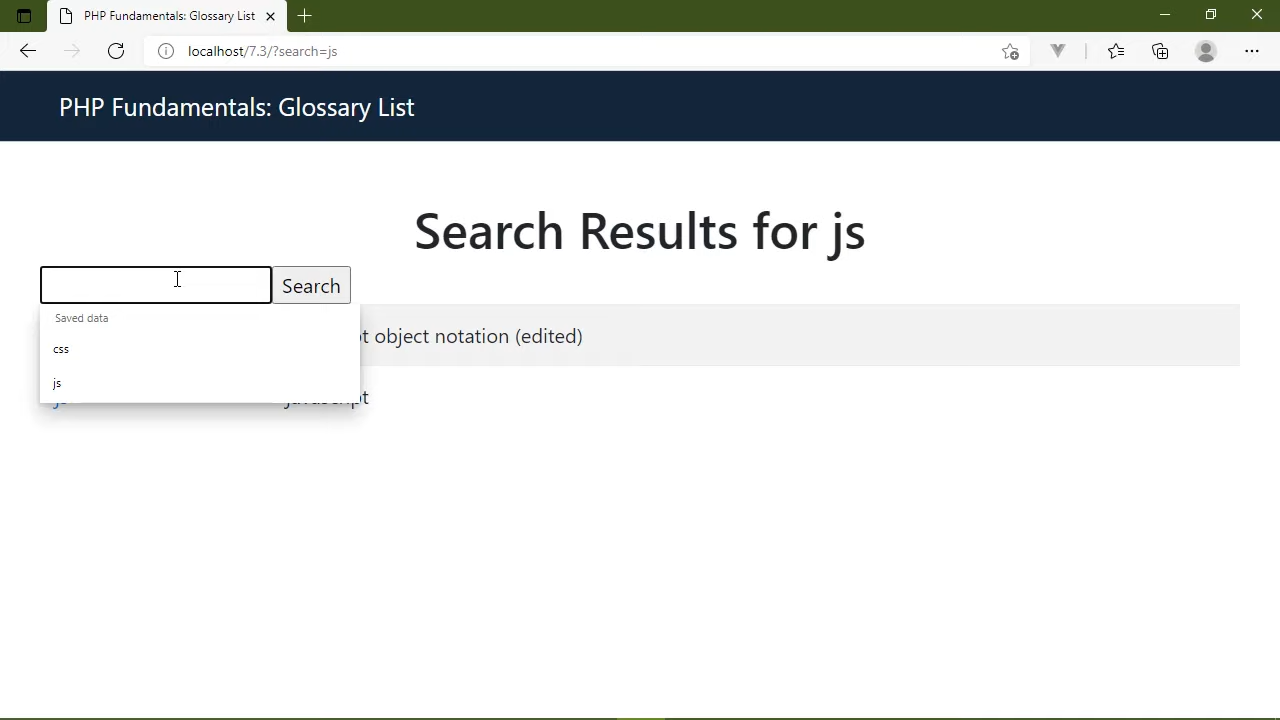 PHP Fundamentals: Glossary List
localhost/7.3/?search=js
PHP Fundamentals: Glossary List
Search Results for js
Search
Saved data
css
js
object notation (edited)